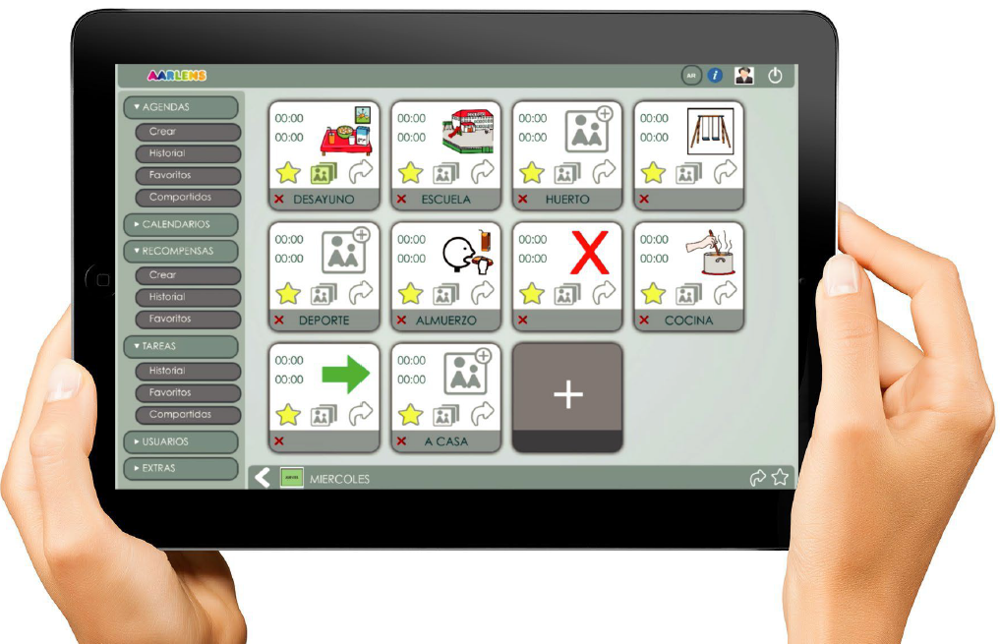 AARLENS
AR
i
AGENDAS
Crear
Historial
Favoritos
Compartidas
CALENDARIOS
RECOMPENSAS
Crear
Historial
Favoritos
TAREAS
Historial
Favoritos
Compartidas
USUARIOS
EXTRAS
00:00
00:00
DESAYUNO
00:00
00:00
ESCUELA
00:00
00:00
HUERTO
00:00
00:00
00:00
00:00
DEPORTE
00:00
00:00
ALMUERZO
00:00
00:00
00:00
00:00
COCINA
00:00
00:00
00:00
00:00
A CASA
MIERCOLES